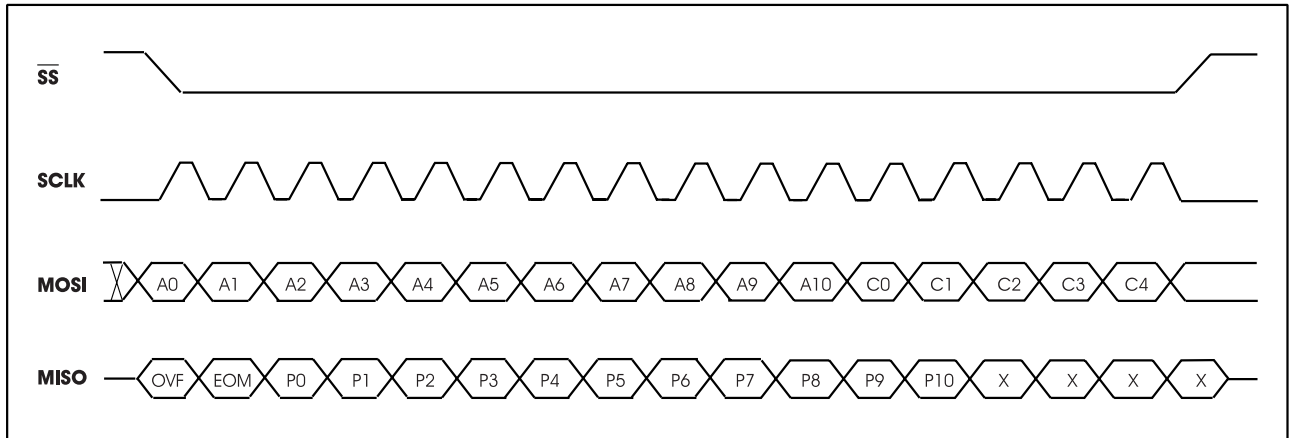 SS
SCLK
MOSI A0 A1 A2 A3 A4 A5 A6 A7 A8 A9 A10 C0 C1 C2 C3 C4
MISO OVF EOM P0 P1 P2 P3 P4 P5 P6 P7 P8 P9 P10 X X X X